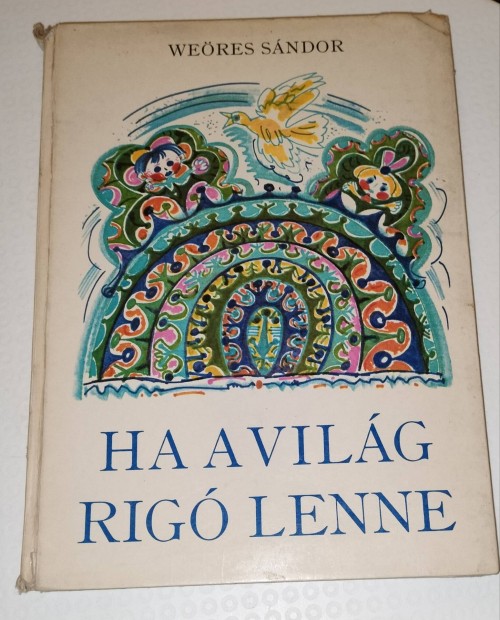 WEÖRES SÁNDOR
HA A VILÁG
RIGÓ LENNE